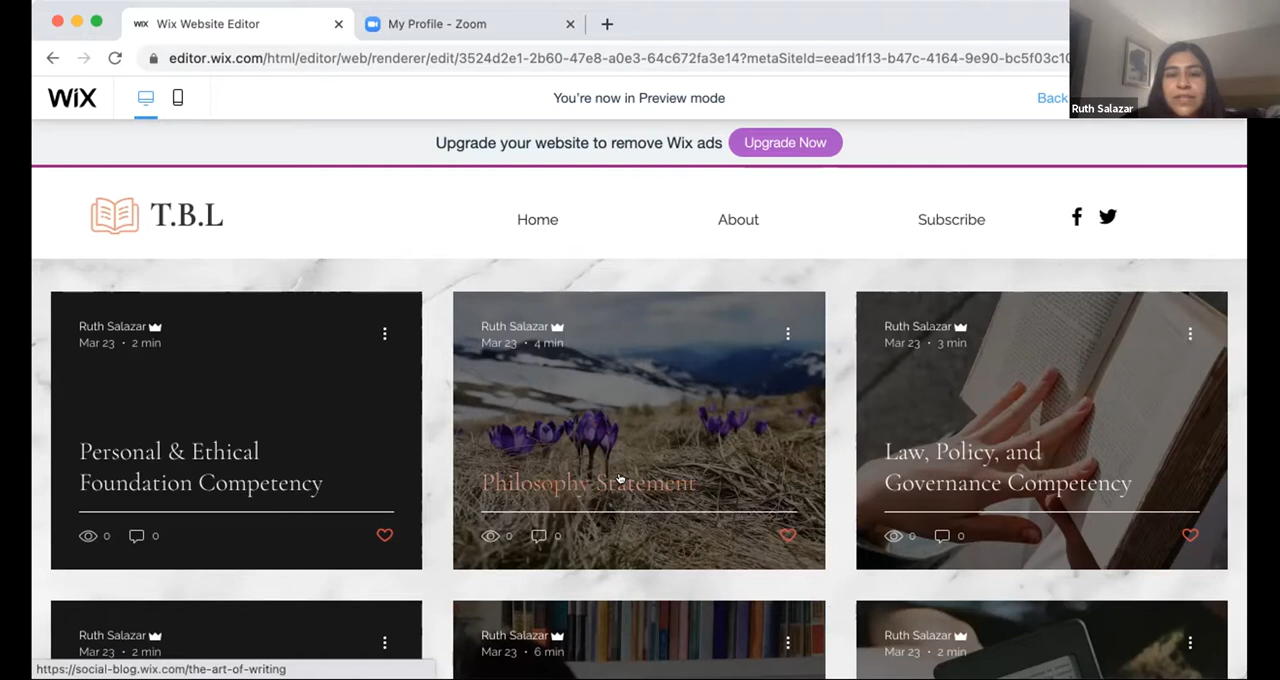 Wix Website Editor
My Profile - Zoom
editor.wix.com/html/editor/web/renderer/edit/3524d2e1-2b60-47e8-a0e3-64c672fa3e14?metaSiteId=eead1f13-b47c-4164-9e90-bc5f03c10
Ruth Salazar
WiX
You're now in Preview mode
Back
Upgrade your website to remove Wix ads
Upgrade Now
T.B.L
Home
About
Subscribe
Ruth Salazar
Mar 23 · 2 min
Personal & Ethical
Foundation Competency
0 0
Ruth Salazar
Mar 23 · 4 min
Philosophy Statement
0 0
Ruth Salazar
Mar 23 · 3 min
Law, Policy, and
Governance Competency
0 0
Ruth Salazar
Mar 23 · 2 min
Ruth Salazar
Mar 23 · 6 min
Ruth Salazar
Mar 23 · 2 min
https://social-blog.wix.com/the-art-of-writing